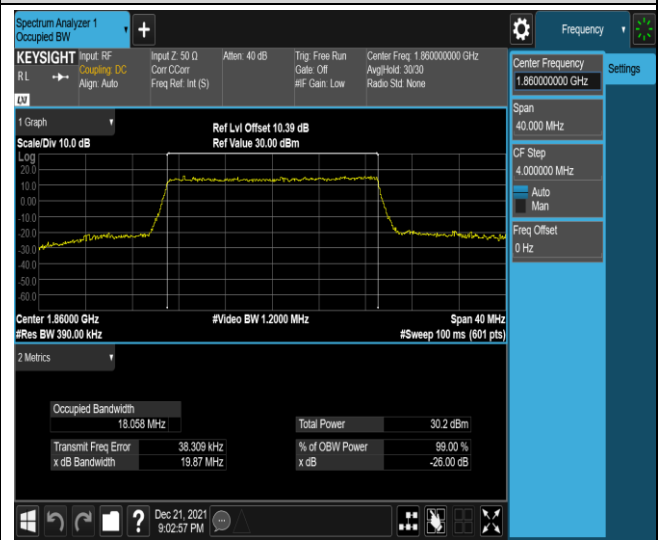 Spectrum Analyzer 1
Occupied BW
+
Frequency
KEYSIGHT Input: RF Input Z: 50 Ω Atten: 40 dB Trig: Free Run Center Freq: 1.860000000 GHz
RL Coupling: DC Corr CCorr Gate: Off Avg|Hold: 30/30
Align: Auto Freq Ref: Int (S) #IF Gain: Low Radio Std: None
LXI
Center Frequency
1.860000000 GHz
Settings
Span
40.000 MHz
CF Step
4.000000 MHz
Auto
Man
Freq Offset
0 Hz
1 Graph
Ref Lvl Offset 10.39 dB
Scale/Div 10.0 dB Ref Value 30.00 dBm
Log
20.0
10.0
0.00
-10.0
-20.0
-30.0
-40.0
-50.0
-60.0
Center 1.86000 GHz #Video BW 1.2000 MHz Span 40 MHz
#Res BW 390.00 kHz #Sweep 100 ms (601 pts)
2 Metrics
Occupied Bandwidth
18.058 MHz Total Power 30.2 dBm
Transmit Freq Error 38.309 kHz % of OBW Power 99.00 %
x dB Bandwidth 19.87 MHz x dB -26.00 dB
? Dec 21, 2021
9:02:57 PM